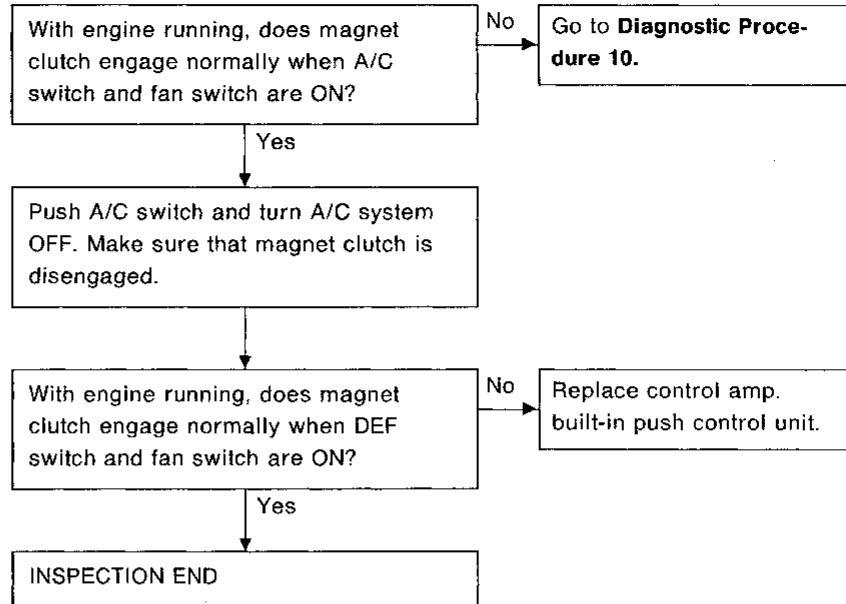 With engine running, does magnet
clutch engage normally when A/C
switch and fan switch are ON?
No
Go to Diagnostic Proce-
dure 10.
Yes
Push A/C switch and turn A/C system
OFF. Make sure that magnet clutch is
disengaged.
With engine running, does magnet
clutch engage normally when DEF
switch and fan switch are ON?
No
Replace control amp.
built-in push control unit.
Yes
INSPECTION END